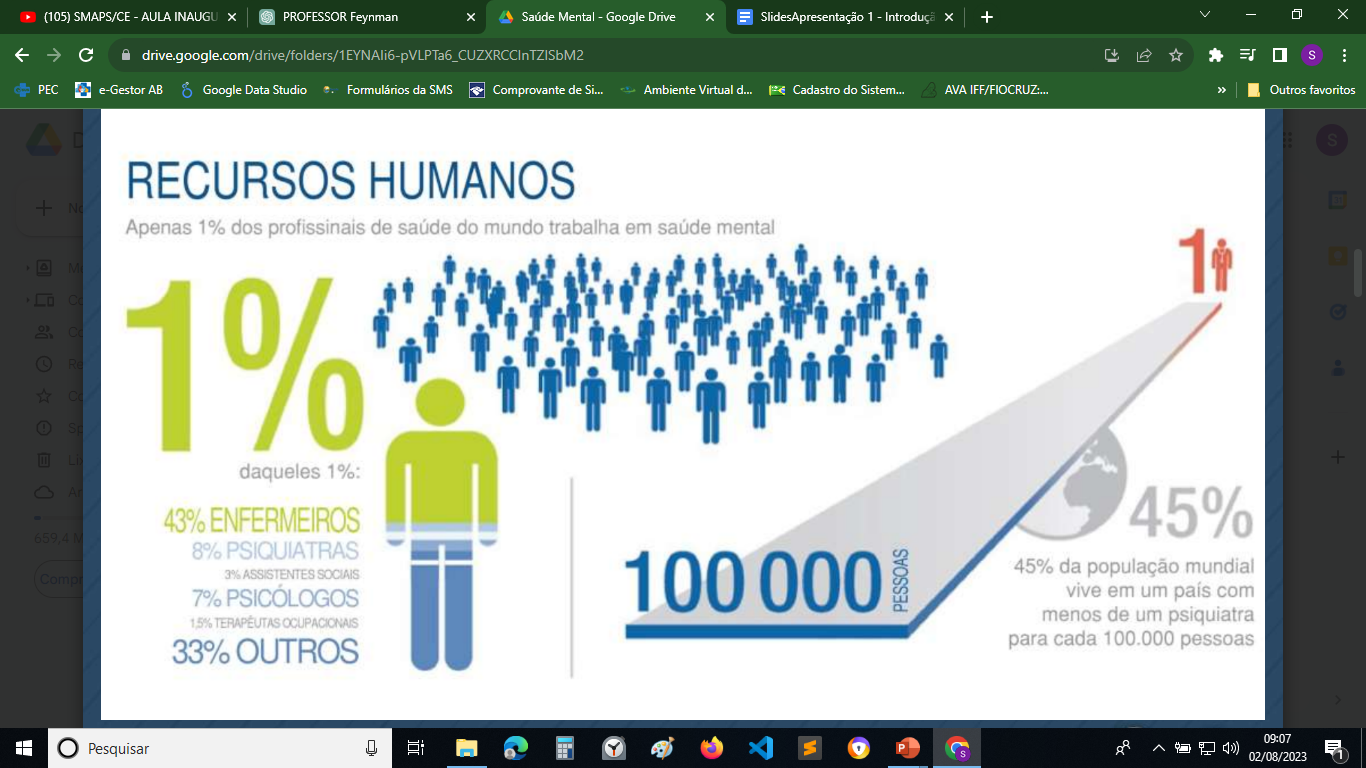 (105) SMAPS/CE - AULA INAUGU
PROFESSOR Feynman
Saúde Mental - Google Drive
SlidesApresentação 1 - Introduçã
drive.google.com/drive/folders/1EYNAIi6-pVLPTa6_CUZXRCCInTZISbM2
PEC
e-Gestor AB
Google Data Studio
Formulários da SMS
Comprovante de Si...
Ambiente Virtual d...
Cadastro do Sistem...
AVA IFF/FIOCRUZ:...
Outros favoritos
RECURSOS HUMANOS
Apenas 1% dos profissinais de saúde do mundo trabalha em saúde mental
1%
daqueles 1%:
43% ENFERMEIROS
8% PSIQUIATRAS
3% ASSISTENTES SOCIAIS
7% PSICÓLOGOS
1,5% TERAPÊUTAS OCUPACIONAIS
33% OUTROS
1
100 000
PESSOAS
45%
45% da população mundial
vive em um país com
menos de um psiquiatra
para cada 100.000 pessoas
659,4 M
Compr
Pesquisar
09:07
02/08/2023
1